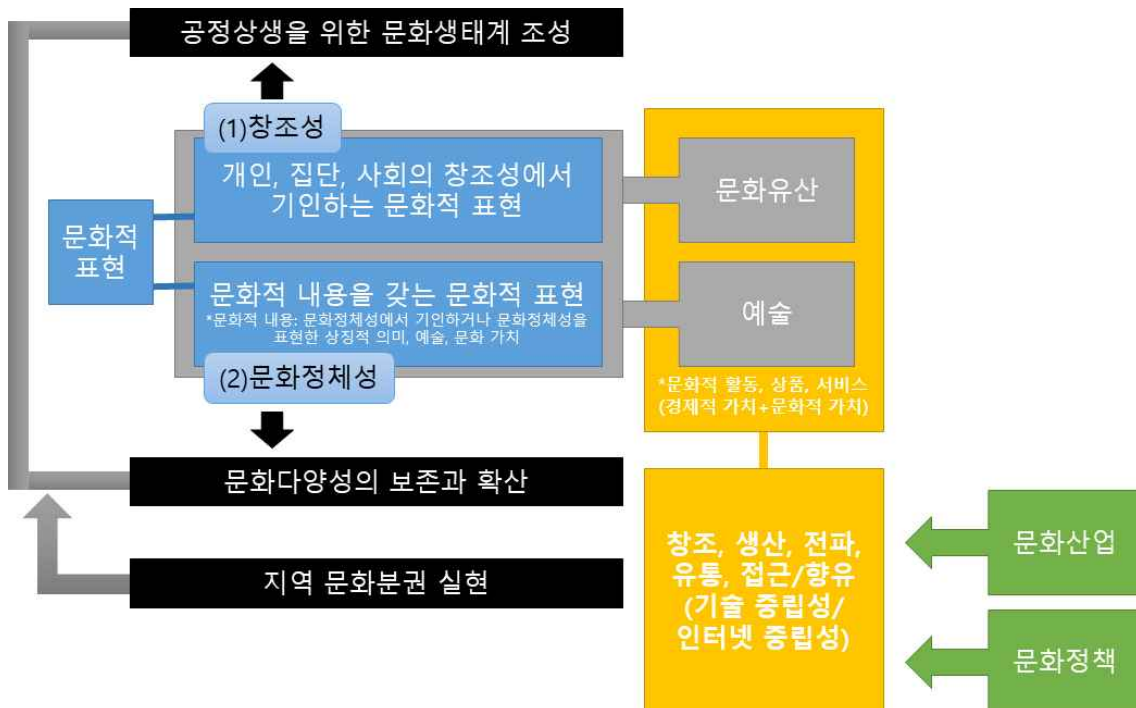 공정상생을 위한 문화생태계 조성
(1)창조성
개인, 집단, 사회의 창조성에서
기인하는 문화적 표현
문화유산
문화적
표현
문화적 내용을 갖는 문화적 표현
*문화적 내용: 문화정체성에서 기인하거나 문화정체성을
표현한 상징적 의미, 예술, 문화 가치
예술
(2)문화정체성
*문화적 활동, 상품, 서비스
(경제적 가치+문화적 가치)
문화다양성의 보존과 확산
창조, 생산, 전파,
유통, 접근/향유
(기술 중립성/
인터넷 중립성)
문화산업
지역 문화분권 실현
문화정책